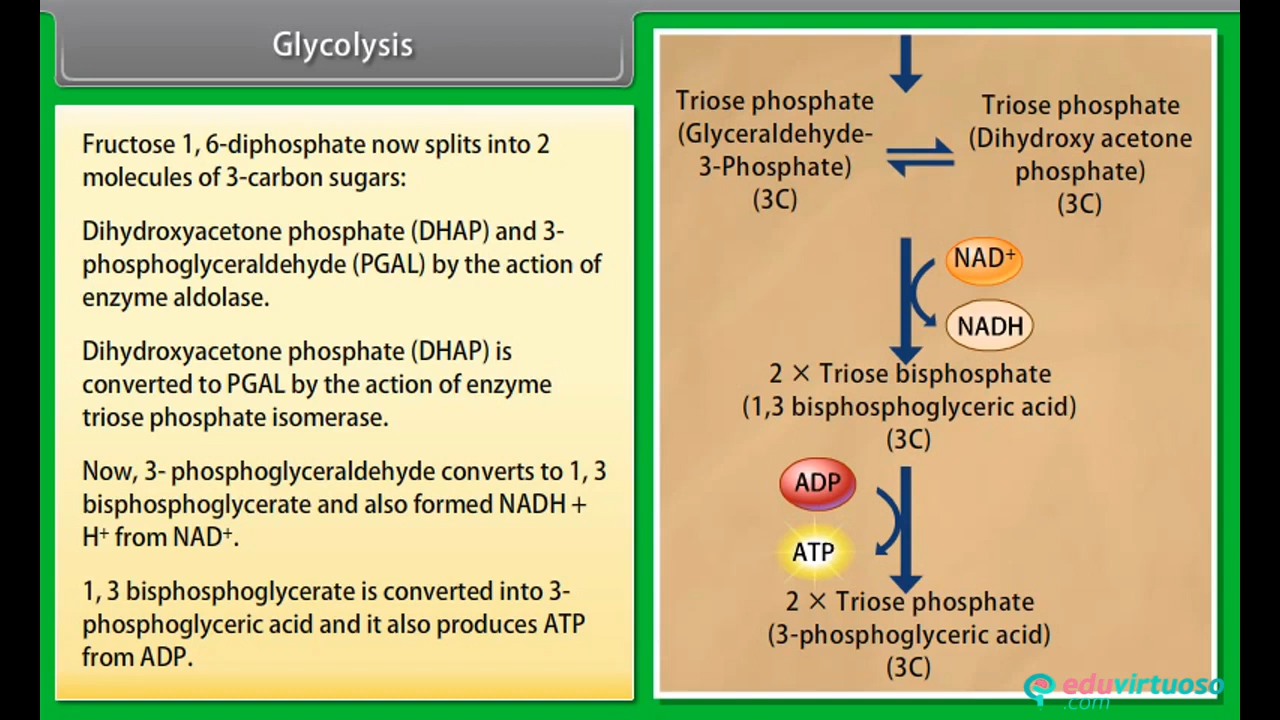 Glycolysis
Fructose 1, 6-diphosphate now splits into 2
molecules of 3-carbon sugars:
Dihydroxyacetone phosphate (DHAP) and 3-
phosphoglyceraldehyde (PGAL) by the action of
enzyme aldolase.
Dihydroxyacetone phosphate (DHAP) is
converted to PGAL by the action of enzyme
triose phosphate isomerase.
Now, 3- phosphoglyceraldehyde converts to 1, 3
bisphosphoglycerate and also formed NADH +
H⁺ from NAD⁺.
1, 3 bisphosphoglycerate is converted into 3-
phosphoglyceric acid and it also produces ATP
from ADP.
Triose phosphate
(Glyceraldehyde-
3-Phosphate)
(3C)
Triose phosphate
(Dihydroxy acetone
phosphate)
(3C)
NAD⁺
NADH
2 × Triose bisphosphate
(1,3 bisphosphoglyceric acid)
(3C)
ADP
ATP
2 × Triose phosphate
(3-phosphoglyceric acid)
(3C)
eduvirtuoso
.com